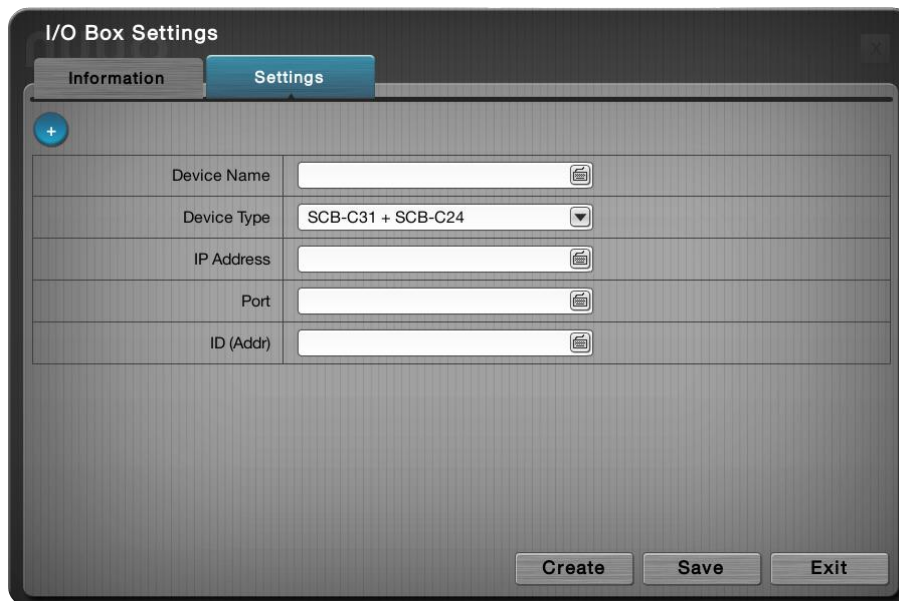 I/O Box Settings
Information
Settings
+
Device Name
Device Type SCB-C31 + SCB-C24
IP Address
Port
ID (Addr)
Create Save Exit